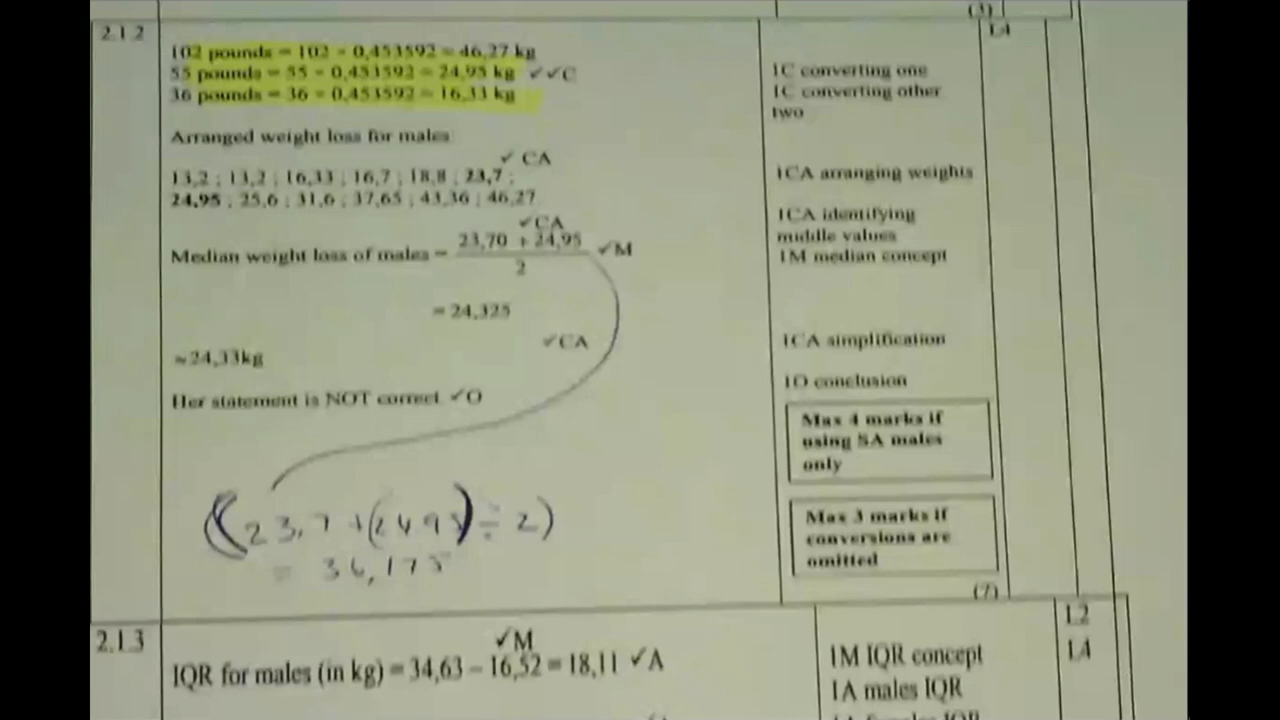 (3)
2.1.2
L4
102 pounds = 102 × 0,453592 = 46,27 kg
55 pounds = 55 × 0,453592 = 24,95 kg ✓✓C
36 pounds = 36 × 0,453592 = 16,33 kg
1C converting one
1C converting other
two
Arranged weight loss for males:
✓ CA
13,2 ; 13,2 ; 16,33 ; 16,7 ; 18,8 ; 23,7 ;
24,95 ; 25,6 ; 31,6 ; 37,65 ; 43,36 ; 46,27
1CA arranging weights
✓CA
Median weight loss of males = 23,70 + 24,95 ✓M
2
1CA identifying
middle values
1M median concept
= 24,325
✓CA
≈24,33kg
1CA simplification
Her statement is NOT correct. ✓O
1O conclusion
Max 4 marks if
using SA males
only
((23,7+(2495)÷2)
= 36,175
Max 3 marks if
conversions are
omitted
(7)
2.1.3
✓M
IQR for males (in kg) = 34,63 – 16,52 = 18,11 ✓A
1M IQR concept
1A males IQR
L2
L4